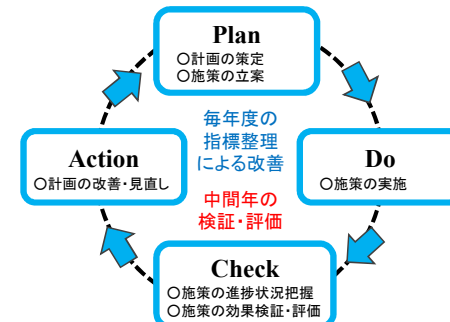 Plan
○計画の策定
○施策の立案
毎年度の
指標整理
による改善
Action
○計画の改善・見直し
Do
○施策の実施
中間年の
検証・評価
Check
○施策の進捗状況把握
○施策の効果検証・評価